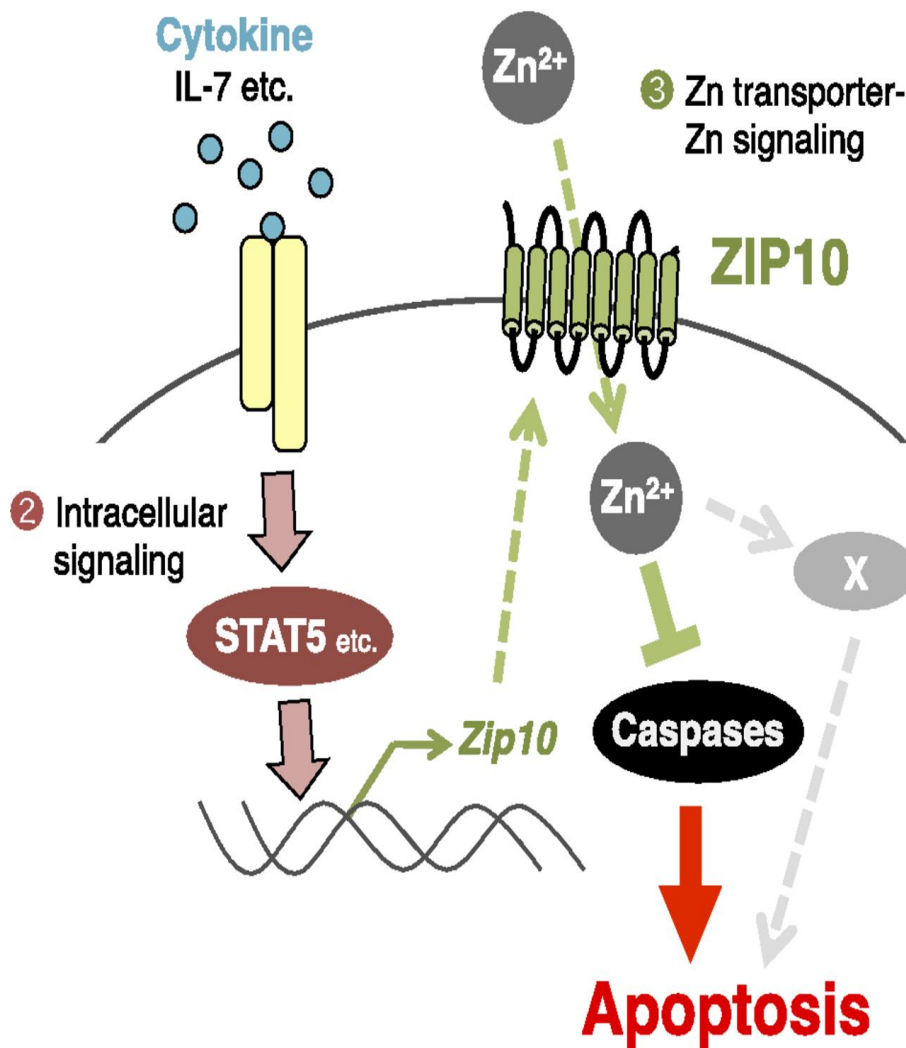 Cytokine
IL-7 etc.
Zn2+
3 Zn transporter-
Zn signaling
ZIP10
2 Intracellular
signaling
Zn2+
X
STAT5 etc.
Zip10
Caspases
Apoptosis